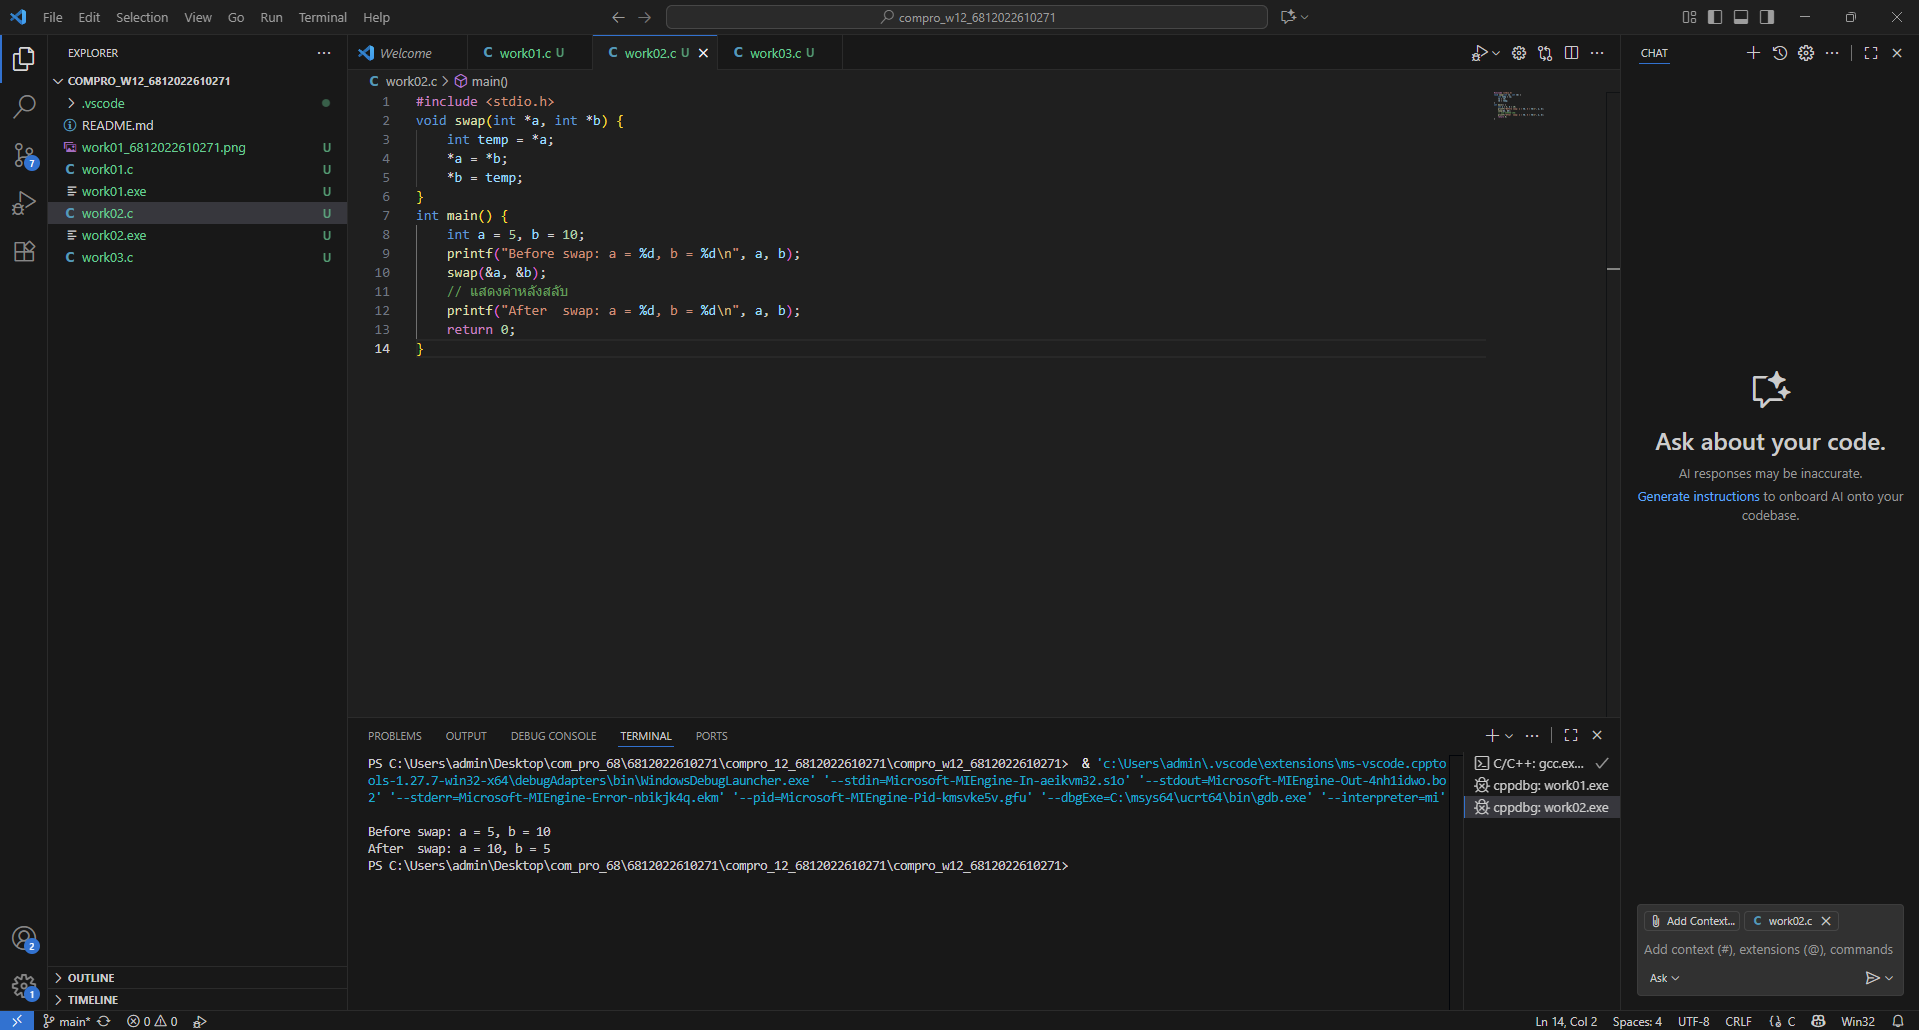 File Edit Selection View Go Run Terminal Help
compro_w12_6812022610271
EXPLORER
COMPRO_W12_6812022610271
.vscode
README.md
work01_6812022610271.png U
work01.c U
work01.exe U
work02.c U
work02.exe U
work03.c U
OUTLINE
TIMELINE
7
2
1
Welcome
work01.c U
work02.c U
work03.c U
work02.c > main()
1 #include <stdio.h>
2 void swap(int *a, int *b) {
3 int temp = *a;
4 *a = *b;
5 *b = temp;
6 }
7 int main() {
8 int a = 5, b = 10;
9 printf("Before swap: a = %d, b = %d\n", a, b);
10 swap(&a, &b);
11 // แสดงค่าหลังสลับ
12 printf("After  swap: a = %d, b = %d\n", a, b);
13 return 0;
14 }
PROBLEMS OUTPUT DEBUG CONSOLE TERMINAL PORTS
PS C:\Users\admin\Desktop\com_pro_68\6812022610271\compro_12_6812022610271\compro_w12_6812022610271>  & 'c:\Users\admin\.vscode\extensions\ms-vscode.cppto
ols-1.27.7-win32-x64\debugAdapters\bin\WindowsDebugLauncher.exe' '--stdin=Microsoft-MIEngine-In-aeikvm32.s1o' '--stdout=Microsoft-MIEngine-Out-4nh1idwo.bo
2' '--stderr=Microsoft-MIEngine-Error-nbikjk4q.ekm' '--pid=Microsoft-MIEngine-Pid-kmsvke5v.gfu' '--dbgExe=C:\msys64\ucrt64\bin\gdb.exe' '--interpreter=mi'
Before swap: a = 5, b = 10
After  swap: a = 10, b = 5
PS C:\Users\admin\Desktop\com_pro_68\6812022610271\compro_12_6812022610271\compro_w12_6812022610271>
C/C++: gcc.ex...
cppdbg: work01.exe
cppdbg: work02.exe
CHAT
Ask about your code.
AI responses may be inaccurate.
Generate instructions to onboard AI onto your
codebase.
Add Context... C work02.c
Add context (#), extensions (@), commands
Ask
main* 0 0
Ln 14, Col 2 Spaces: 4 UTF-8 CRLF {} C Win32